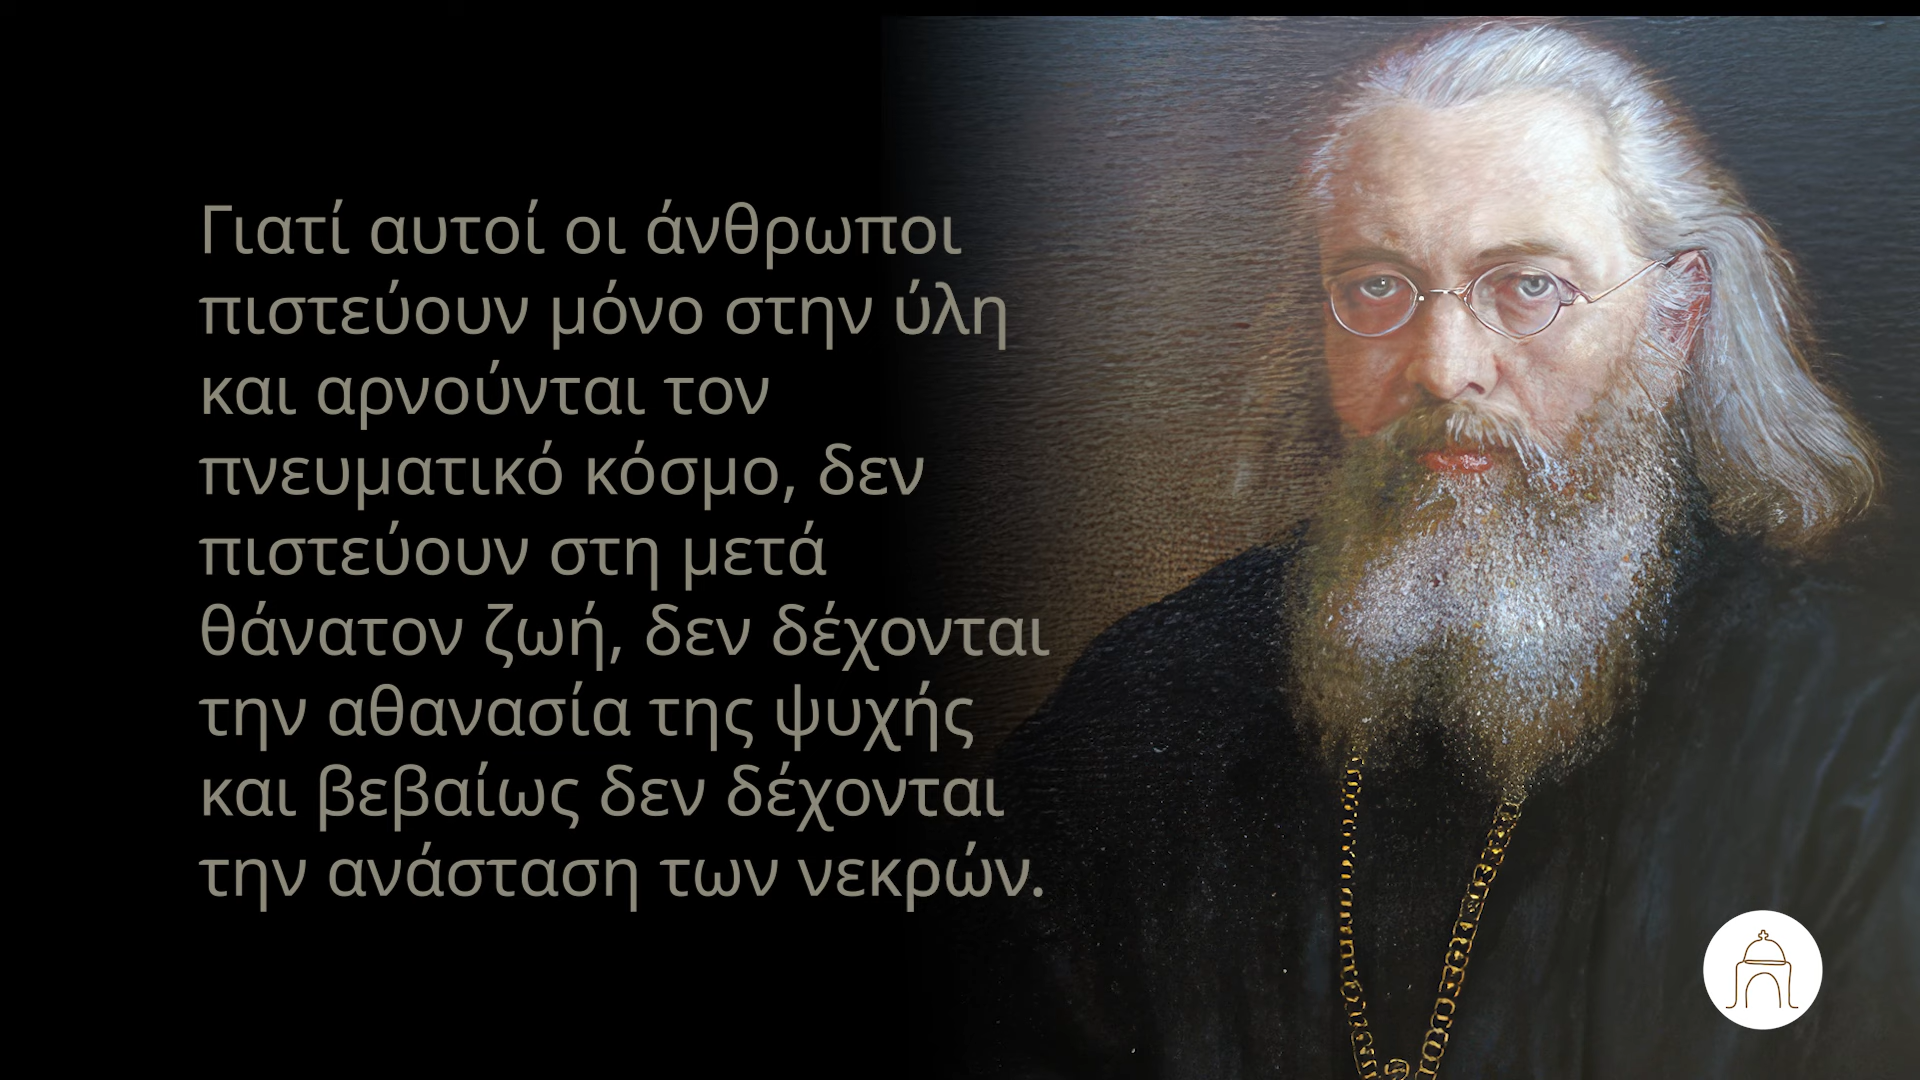 Γιατί αυτοί οι άνθρωποι
πιστεύουν μόνο στην ύλη
και αρνούνται τον
πνευματικό κόσμο, δεν
πιστεύουν στη μετά
θάνατον ζωή, δεν δέχονται
την αθανασία της ψυχής
και βεβαίως δεν δέχονται
την ανάσταση των νεκρών.